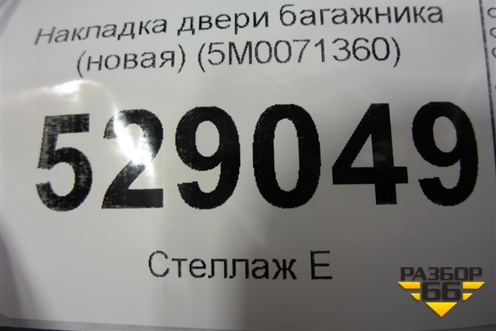 Накладка двери багажника
(новая) (5M0071360)
529049
Стеллаж Е
РАЗБОР
66